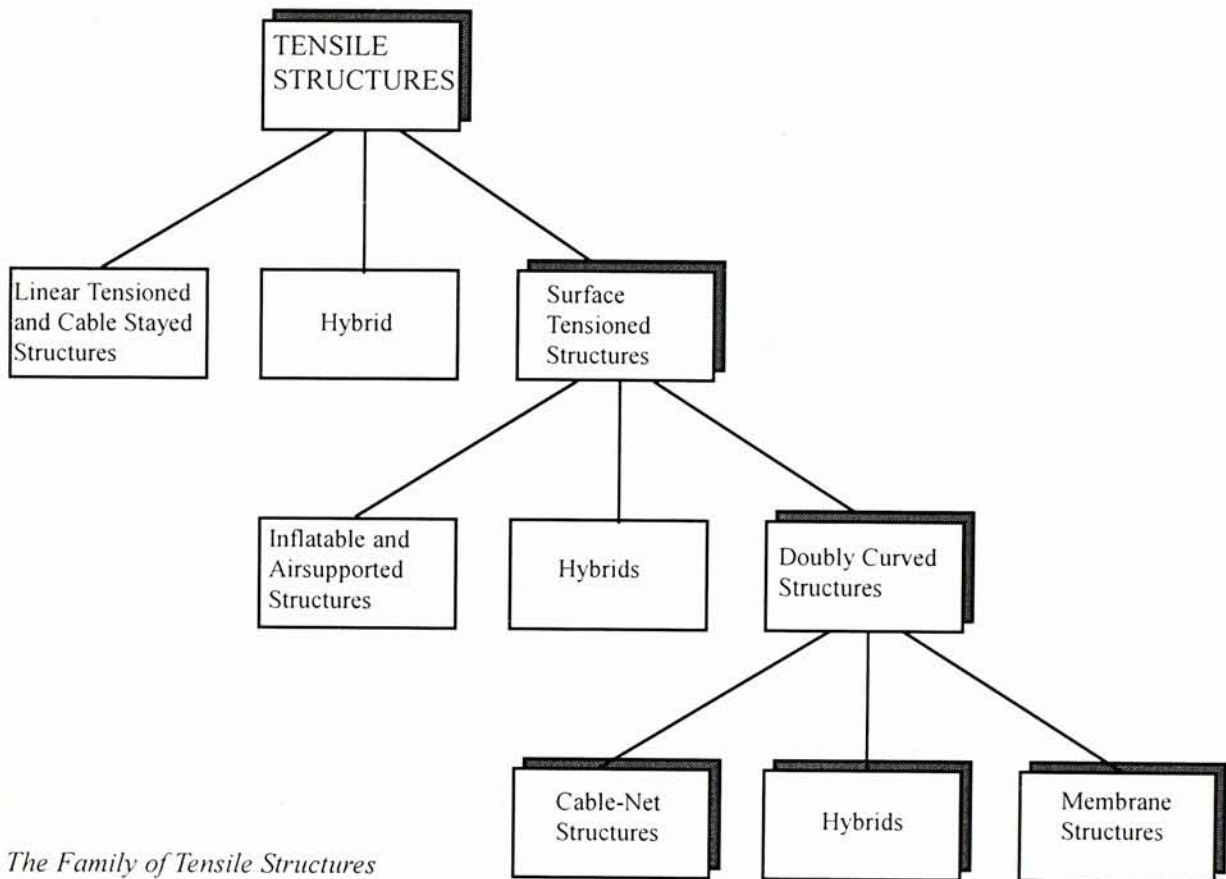 TENSILE
STRUCTURES
Linear Tensioned
and Cable Stayed
Structures
Hybrid
Surface
Tensioned
Structures
Inflatable and
Airsupported
Structures
Hybrids
Doubly Curved
Structures
Cable-Net
Structures
Hybrids
Membrane
Structures
The Family of Tensile Structures